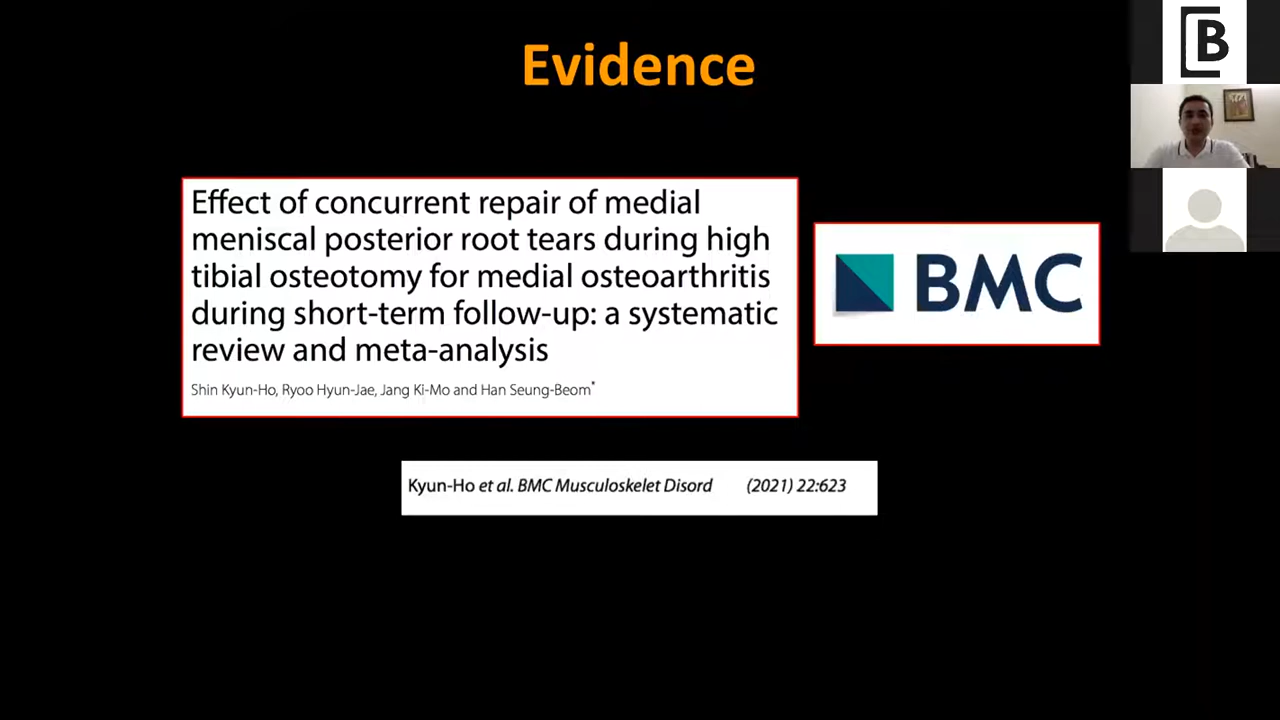 Evidence
Effect of concurrent repair of medial
meniscal posterior root tears during high
tibial osteotomy for medial osteoarthritis
during short-term follow-up: a systematic
review and meta-analysis
Shin Kyun-Ho, Ryoo Hyun-Jae, Jang Ki-Mo and Han Seung-Beom*
BMC
Kyun-Ho et al. BMC Musculoskelet Disord (2021) 22:623
B